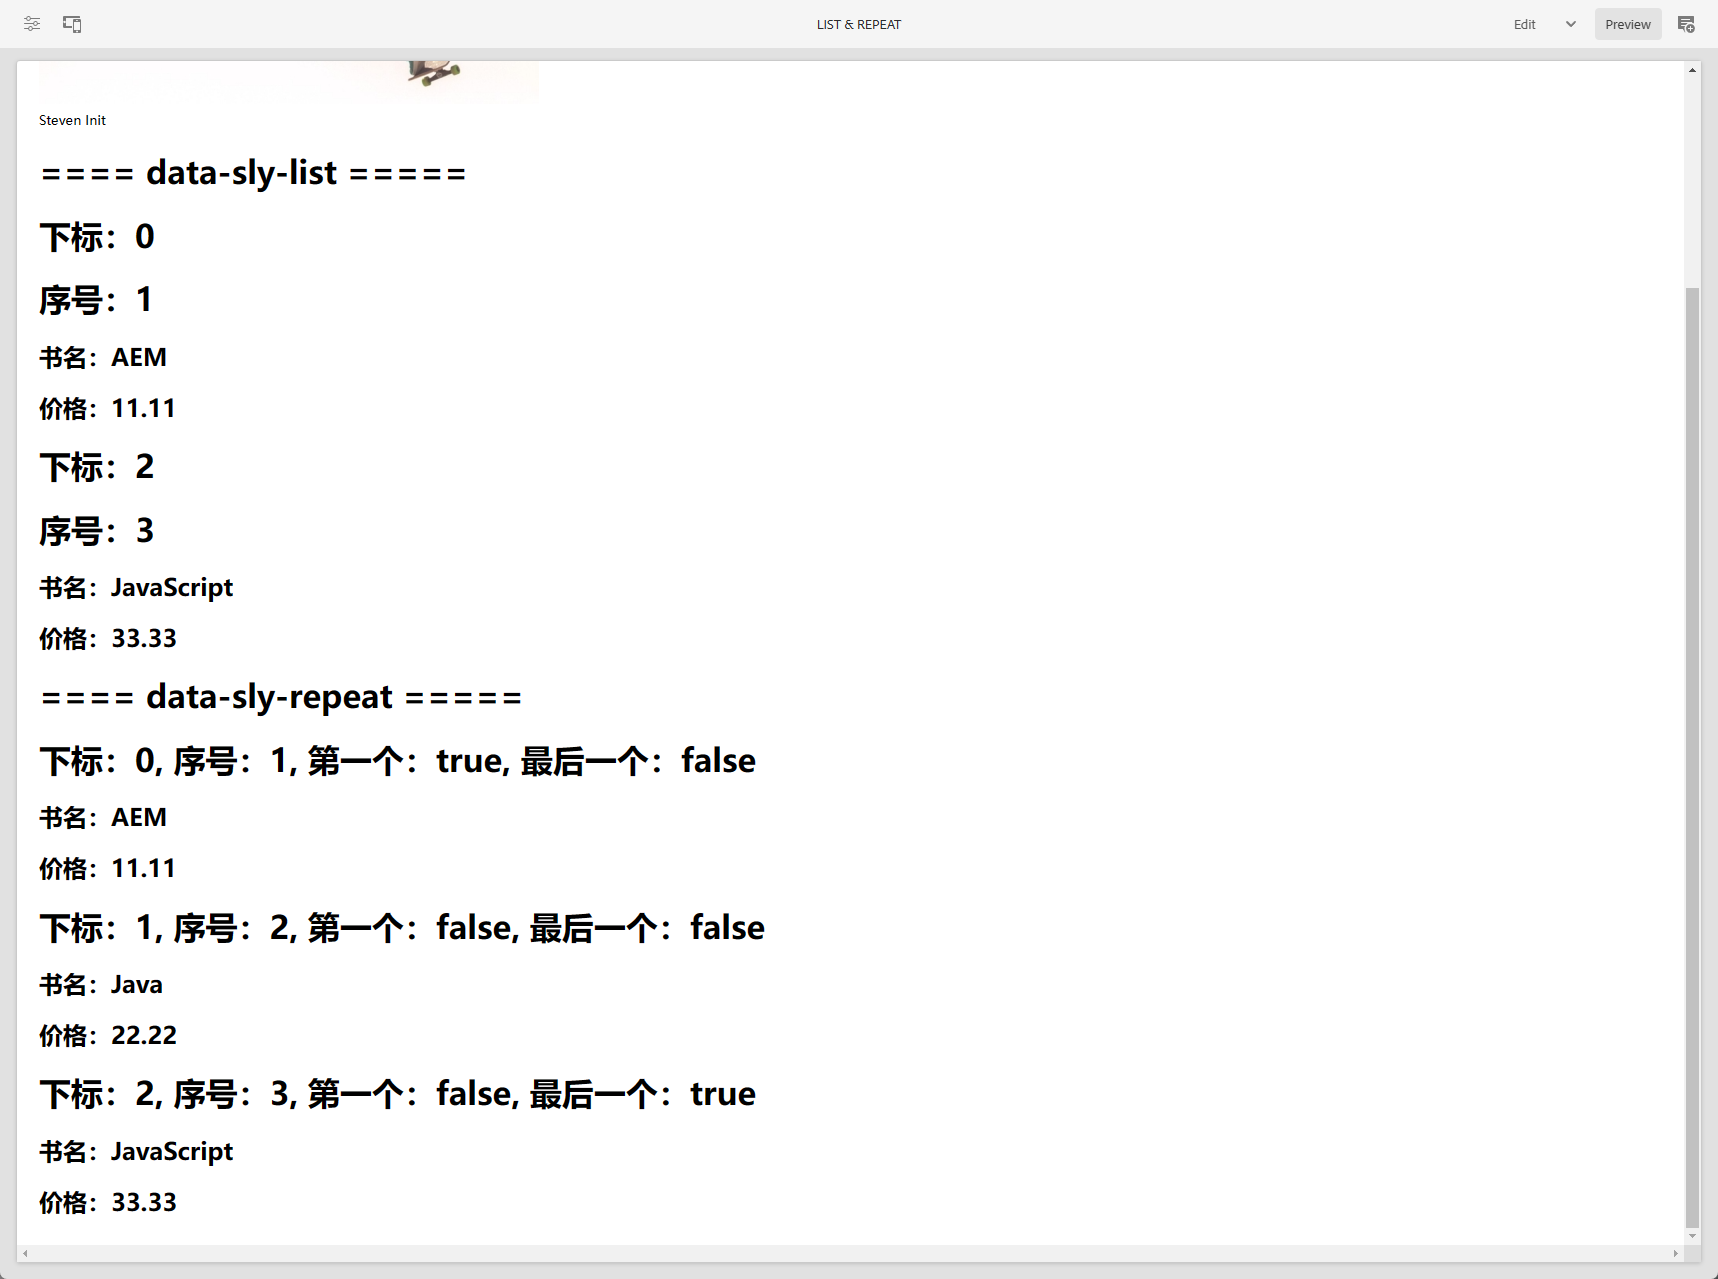 LIST & REPEAT
Edit
Preview
Steven Init
==== data-sly-list =====
下标：0
序号：1
书名：AEM
价格：11.11
下标：2
序号：3
书名：JavaScript
价格：33.33
==== data-sly-repeat =====
下标：0, 序号：1, 第一个：true, 最后一个：false
书名：AEM
价格：11.11
下标：1, 序号：2, 第一个：false, 最后一个：false
书名：Java
价格：22.22
下标：2, 序号：3, 第一个：false, 最后一个：true
书名：JavaScript
价格：33.33